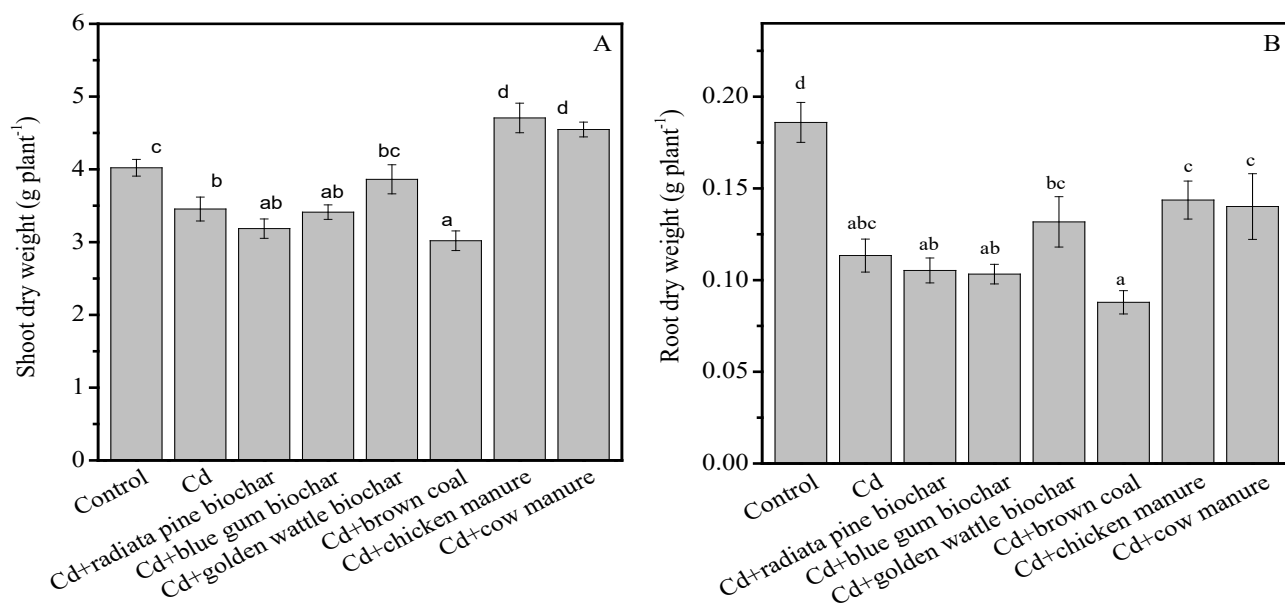 A
Shoot dry weight (g plant⁻¹)
6
5
4
3
2
1
0
c
b
ab
ab
bc
a
d
d
Control
Cd
Cd+radiata pine biochar
Cd+blue gum biochar
Cd+golden wattle biochar
Cd+brown coal
Cd+chicken manure
Cd+cow manure
B
Root dry weight (g plant⁻¹)
0.20
0.15
0.10
0.05
0.00
d
abc
ab
ab
bc
a
c
c
Control
Cd
Cd+radiata pine biochar
Cd+blue gum biochar
Cd+golden wattle biochar
Cd+brown coal
Cd+chicken manure
Cd+cow manure